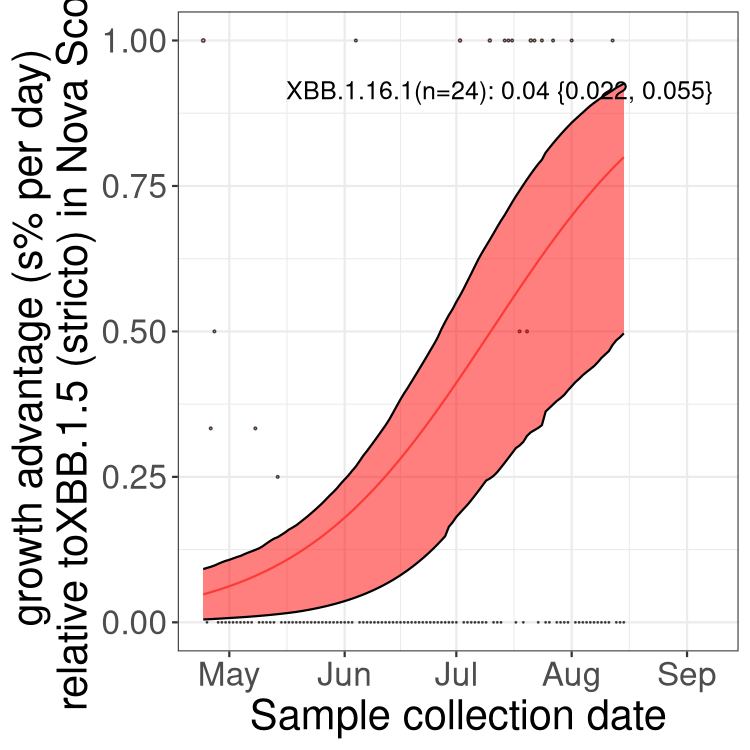 growth advantage (s% per day)
relative toXBB.1.5 (stricto) in Nova Sco
1.00
0.75
0.50
0.25
0.00
XBB.1.16.1(n=24): 0.04 {0.022, 0.055}
May Jun Jul Aug Sep
Sample collection date